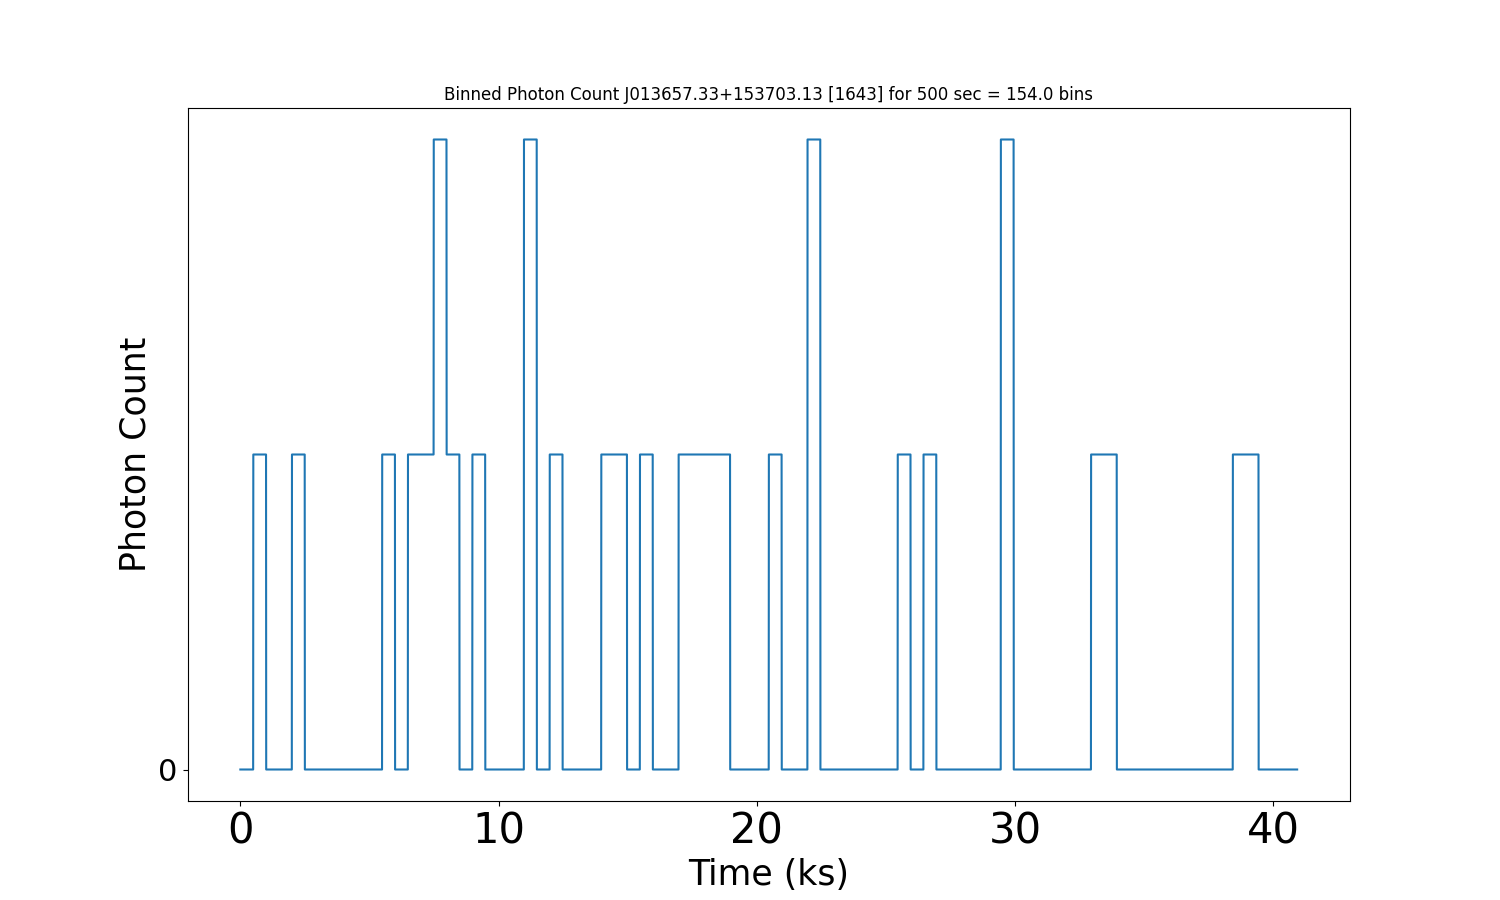 Binned Photon Count J013657.33+153703.13 [1643] for 500 sec = 154.0 bins
Photon Count
0
0 10 20 30 40
Time (ks)